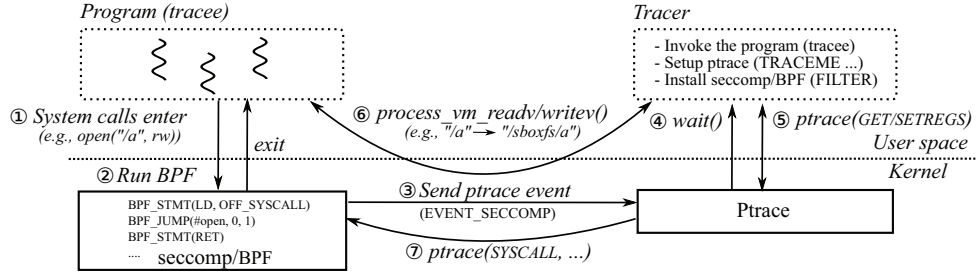 Program (tracee)
Tracer
- Invoke the program (tracee)
- Setup ptrace (TRACEME ...)
- Install seccomp/BPF (FILTER)
① System calls enter
(e.g., open("/a", rw))
exit
⑥ process_vm_readv/writev()
(e.g., "/a" → "/sboxfs/a")
④ wait()
⑤ ptrace(GET/SETREGS)
User space
Kernel
② Run BPF
BPF_STMT(LD, OFF_SYSCALL)
BPF_JUMP(#open, 0, 1)
BPF_STMT(RET)
.... seccomp/BPF
③ Send ptrace event
(EVENT_SECCOMP)
Ptrace
⑦ ptrace(SYSCALL, ...)